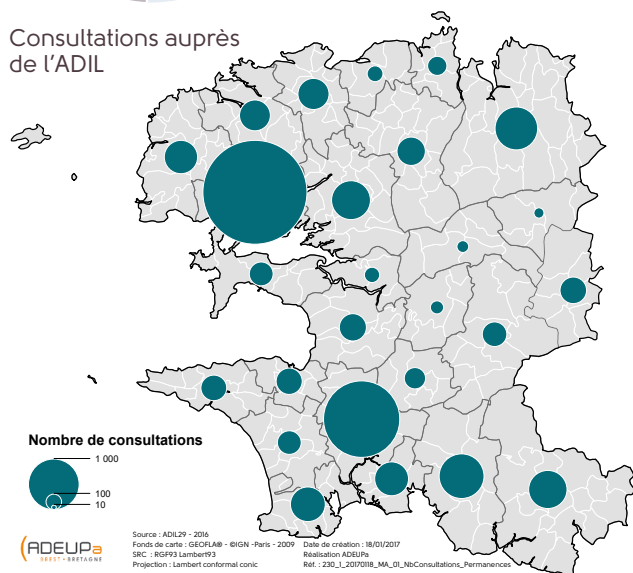 Consultations auprès
de l'ADIL
Nombre de consultations
1 000
100
10
ADEUPa
BREST • BRETAGNE
Source : ADIL29 - 2016
Fonds de carte : GEOFLA® - ©IGN -Paris - 2009
SRC : RGF93 Lambert93
Projection : Lambert conformal conic
Date de création : 18/01/2017
Réalisation ADEUPa
Réf. : 230_1_20170118_MA_01_NbConsultations_Permanences